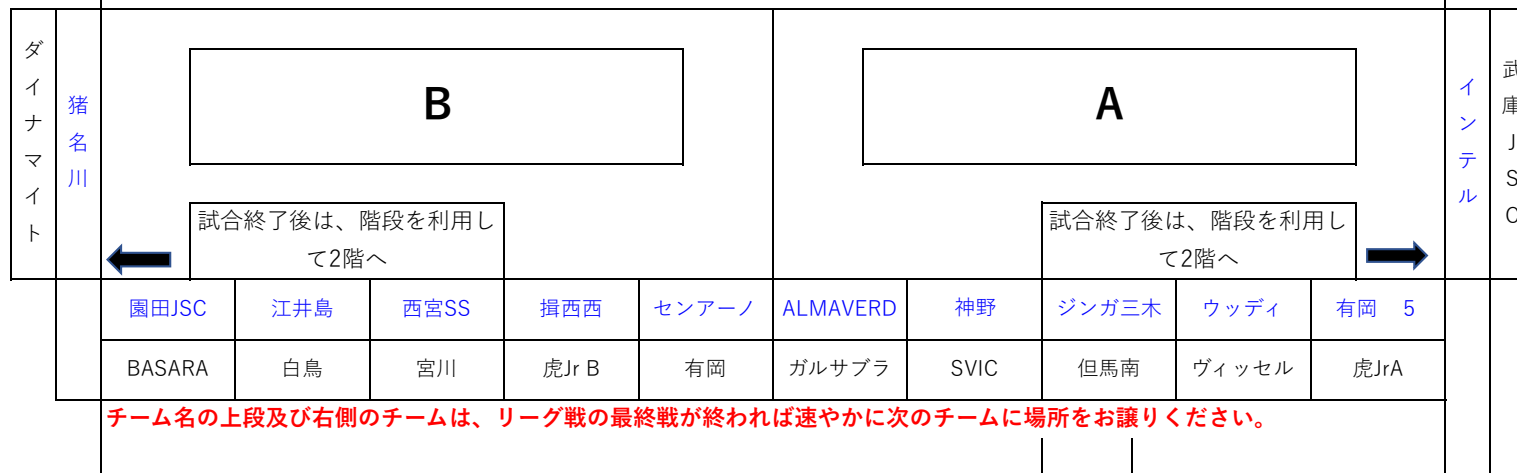 ダイナマイト
猪名川
B
A
インテル
武庫JSC
試合終了後は、階段を利用し
て2階へ
試合終了後は、階段を利用し
て2階へ
園田JSC 江井島 西宮SS 揖西西 センアーノ ALMAVERD 神野 ジンガ三木 ウッディ 有岡　5
BASARA 白鳥 宮川 虎Jr B 有岡 ガルサブラ SVIC 但馬南 ヴィッセル 虎JrA
チーム名の上段及び右側のチームは、リーグ戦の最終戦が終われば速やかに次のチームに場所をお譲りください。